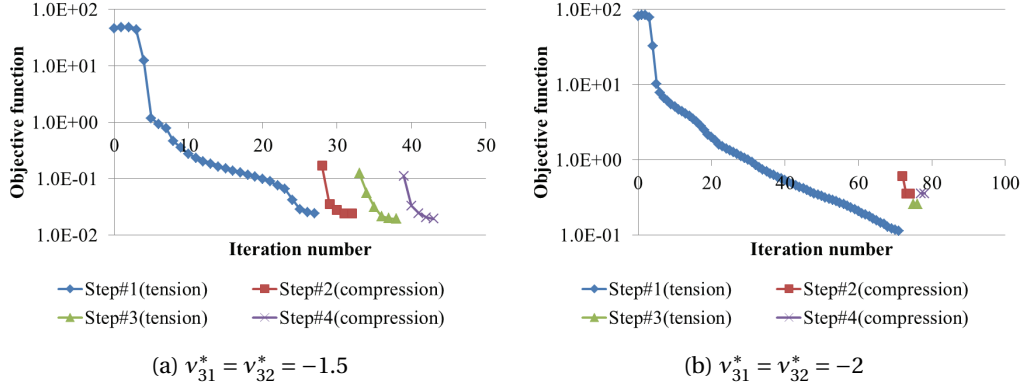 1.0E+02
1.0E+01
1.0E+00
1.0E-01
1.0E-02
Objective function
0 10 20 30 40 50
Iteration number
Step#1(tension) Step#2(compression)
Step#3(tension) Step#4(compression)
(a) ν*31 = ν*32 = −1.5
1.0E+02
1.0E+01
1.0E+00
1.0E-01
Objective function
0 20 40 60 80 100
Iteration number
Step#1(tension) Step#2(compression)
Step#3(tension) Step#4(compression)
(b) ν*31 = ν*32 = −2